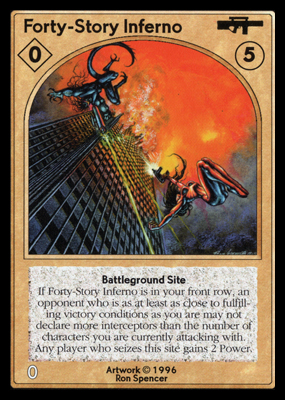 Forty-Story Inferno
0
5
Battleground Site
If Forty-Story Inferno is in your front row, an
opponent who is as at least as close to fulfill-
ing victory conditions as you are may not
declare more interceptors than the number of
characters you are currently attacking with.
Any player who seizes this site gains 2 Power.
0
Artwork © 1996
Ron Spencer